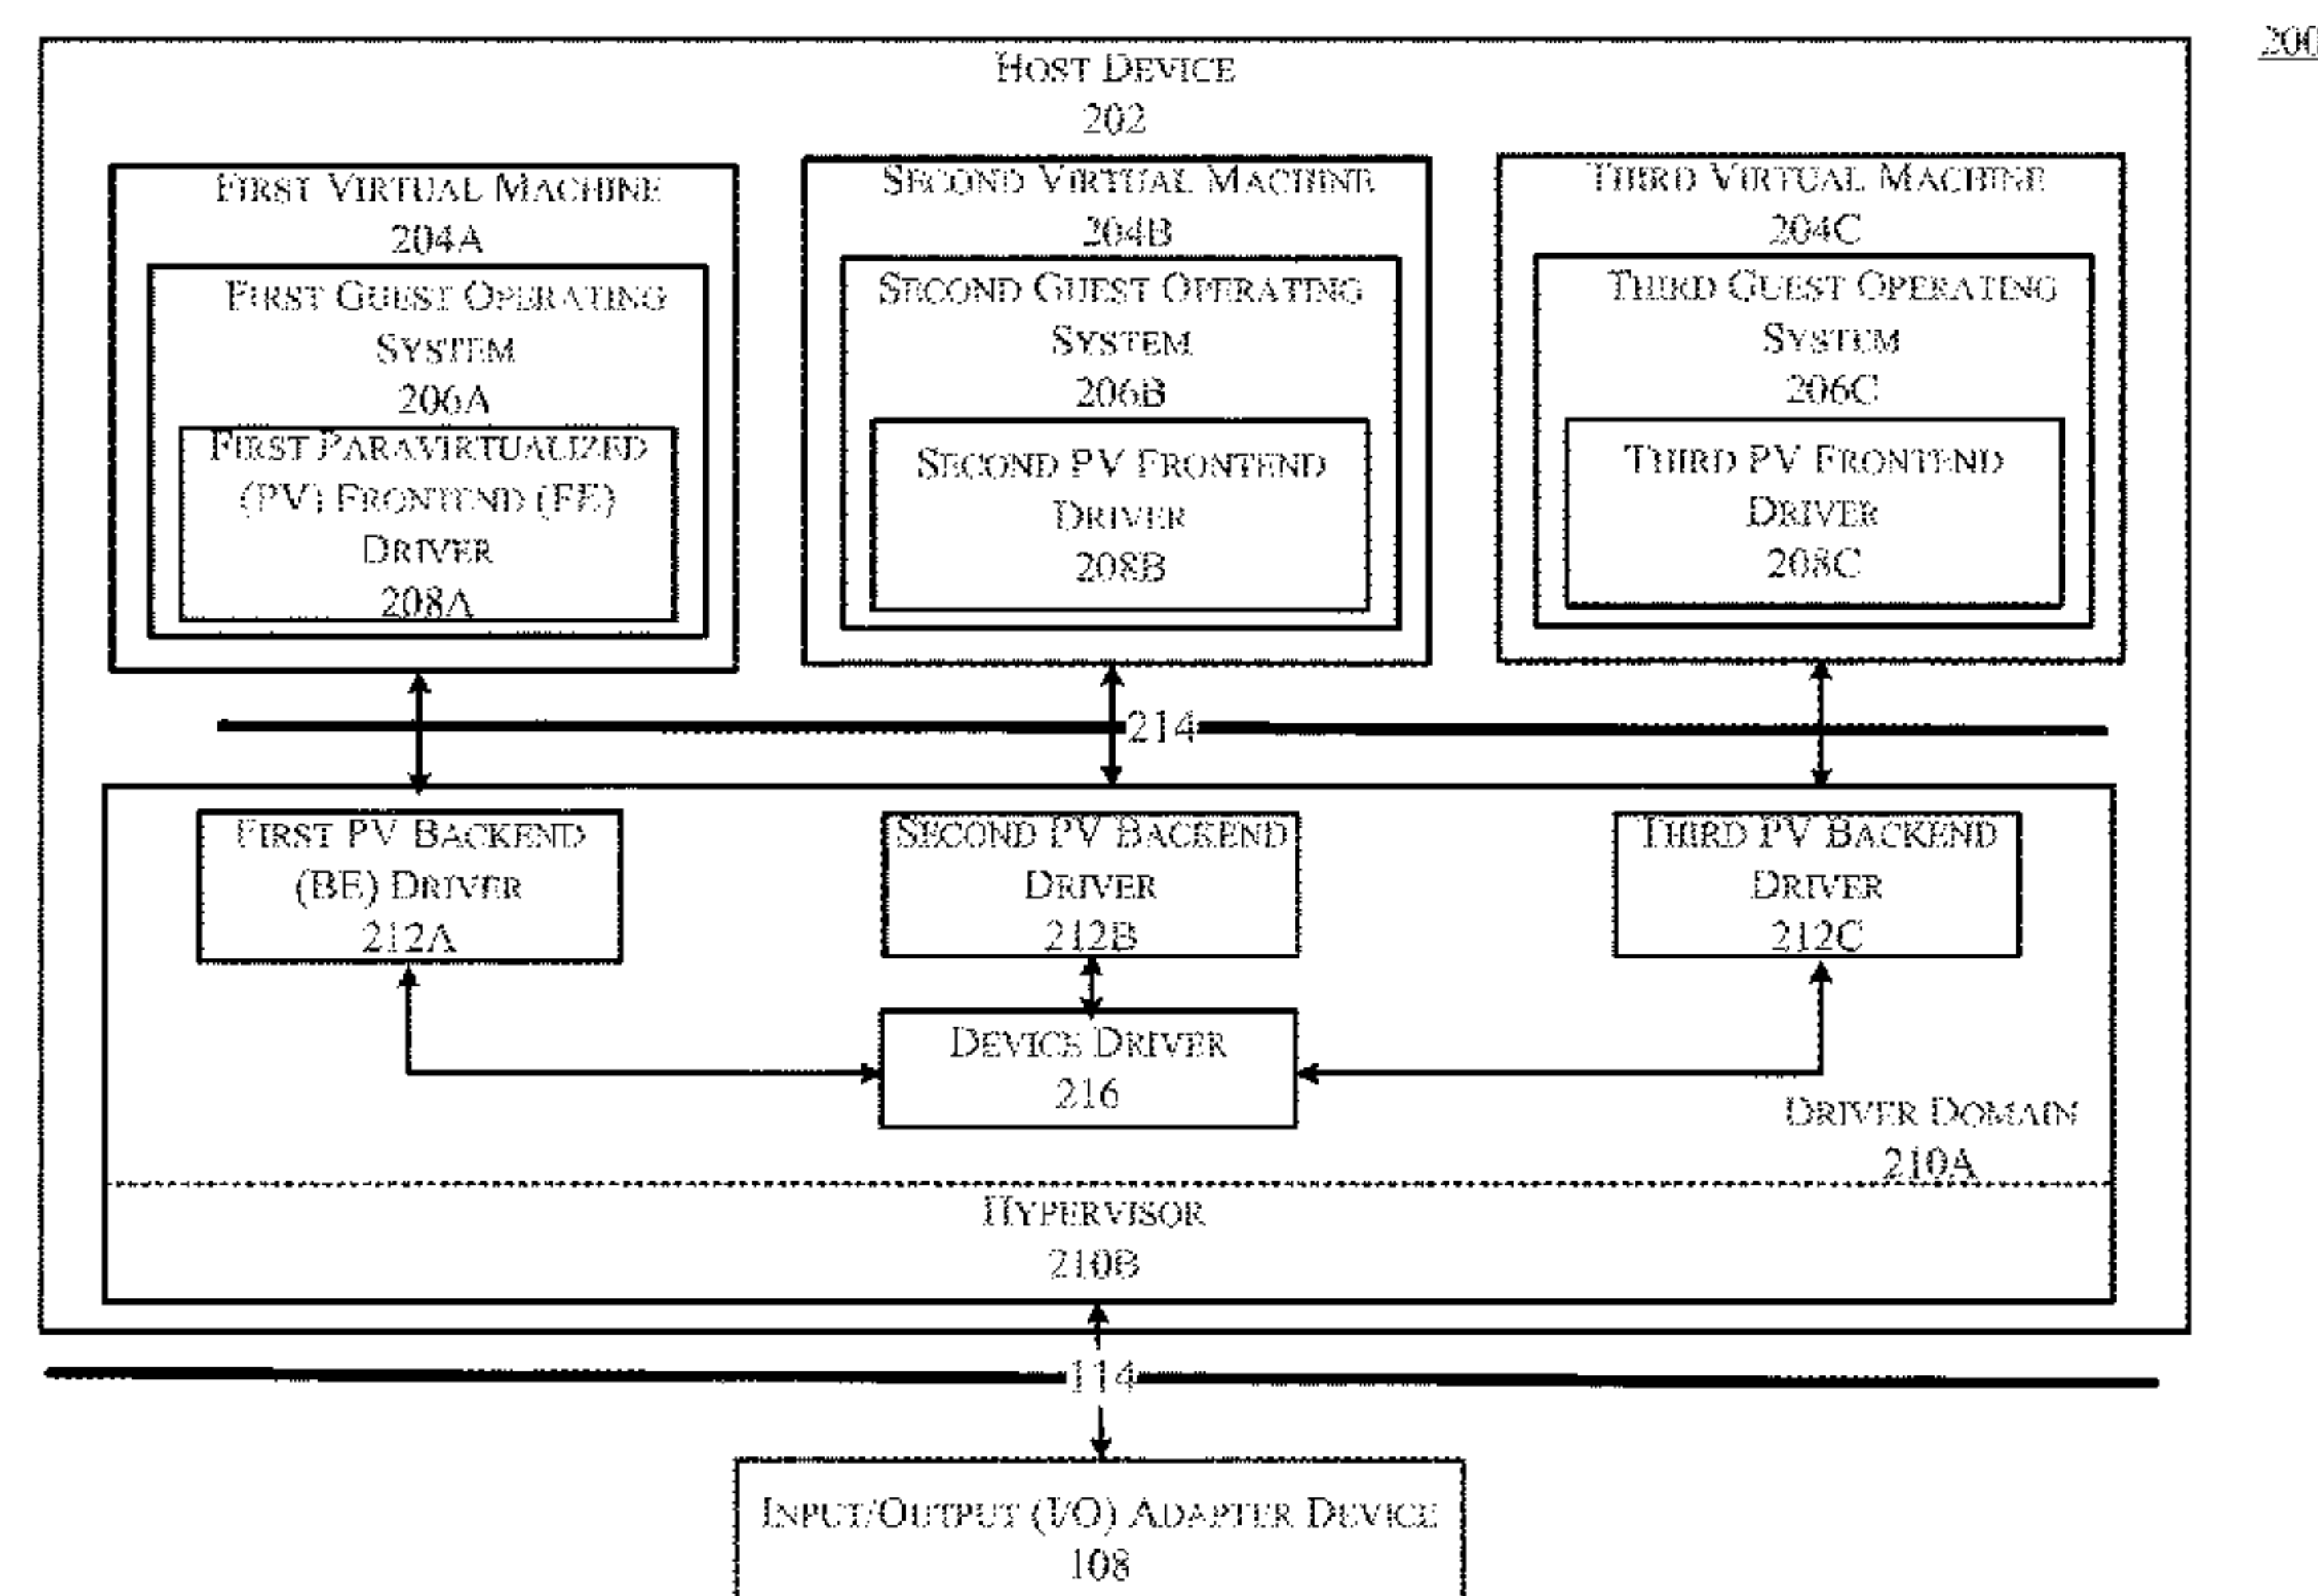 200
HOST DEVICE
202
FIRST VIRTUAL MACHINE
204A
FIRST GUEST OPERATING
SYSTEM
206A
FIRST PARAVIRTUALIZED
(PV) FRONTEND (FE)
DRIVER
208A
SECOND VIRTUAL MACHINE
204B
SECOND GUEST OPERATING
SYSTEM
206B
SECOND PV FRONTEND
DRIVER
208B
THIRD VIRTUAL MACHINE
204C
THIRD GUEST OPERATING
SYSTEM
206C
THIRD PV FRONTEND
DRIVER
208C
214
FIRST PV BACKEND
(BE) DRIVER
212A
SECOND PV BACKEND
DRIVER
212B
THIRD PV BACKEND
DRIVER
212C
DEVICE DRIVER
216
DRIVER DOMAIN
210A
HYPERVISOR
210B
114
INPUT/OUTPUT (I/O) ADAPTER DEVICE
108